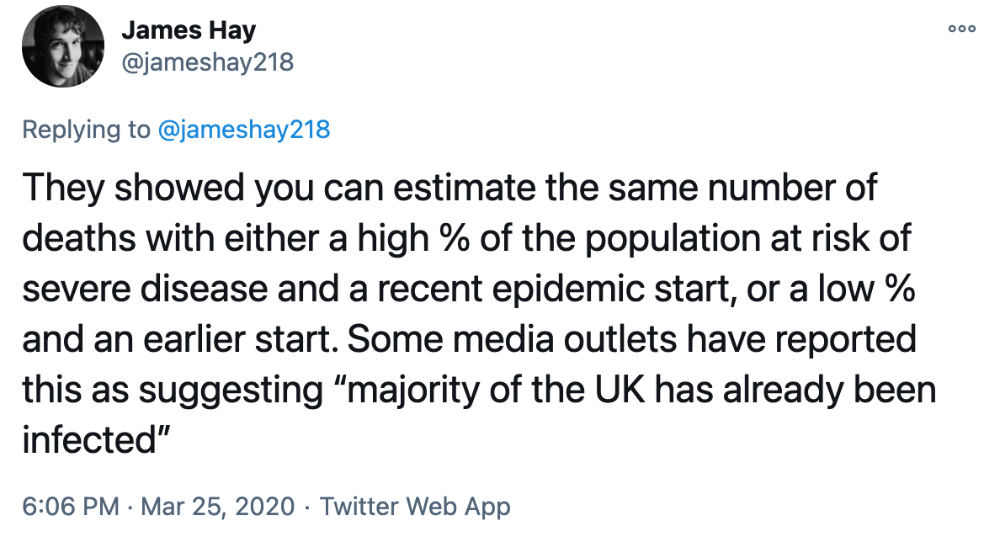 James Hay
@jameshay218
Replying to @jameshay218
They showed you can estimate the same number of
deaths with either a high % of the population at risk of
severe disease and a recent epidemic start, or a low %
and an earlier start. Some media outlets have reported
this as suggesting “majority of the UK has already been
infected”
6:06 PM · Mar 25, 2020 · Twitter Web App